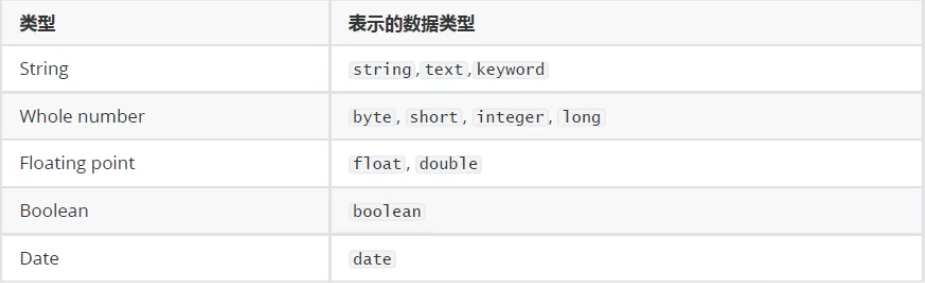 类型 表示的数据类型
String string,text,keyword
Whole number byte, short, integer, long
Floating point float, double
Boolean boolean
Date date